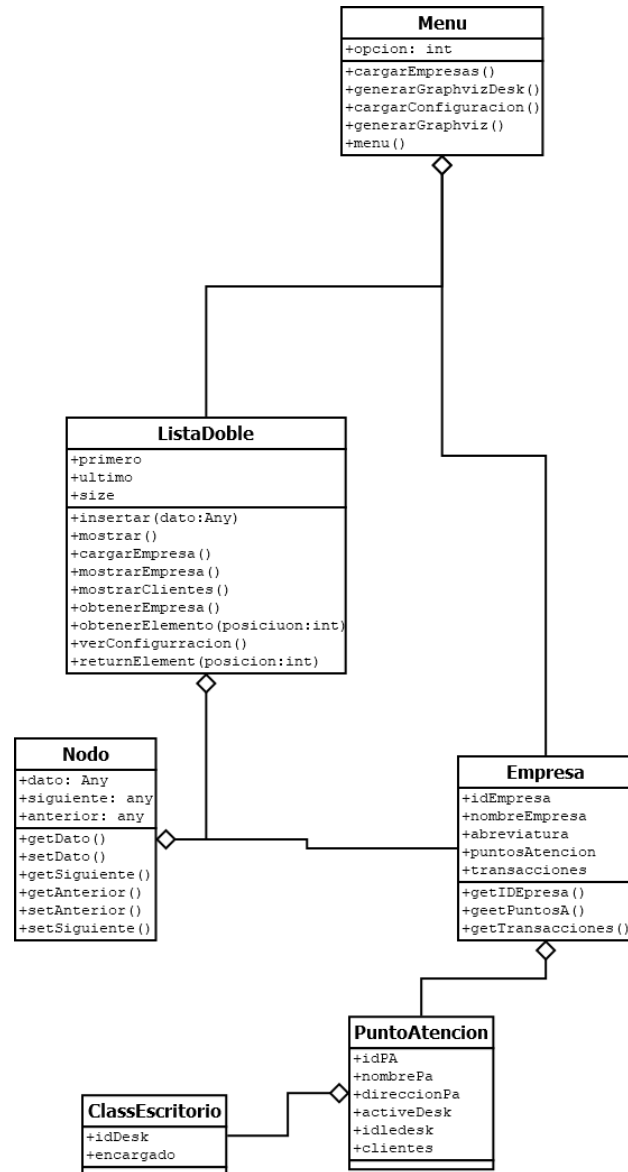 Menu
+opcion: int
+cargarEmpresas()
+generarGraphvizDesk()
+cargarConfiguracion()
+generarGraphviz()
+menu()
ListaDoble
+primero
+ultimo
+size
+insertar(dato:Any)
+mostrar()
+cargarEmpresa()
+mostrarEmpresa()
+mostrarClientes()
+obtenerEmpresa()
+obtenerElemento(posiciuon:int)
+verConfigurracion()
+returnElement(posicion:int)
Nodo
+dato: Any
+siguiente: any
+anterior: any
+getDato()
+setDato()
+getSiguiente()
+getAnterior()
+setAnterior()
+setSiguiente()
Empresa
+idEmpresa
+nombreEmpresa
+abreviatura
+puntosAtencion
+transacciones
+getIDEpresa()
+geetPuntosA()
+getTransacciones()
PuntoAtencion
+idPA
+nombrePa
+direccionPa
+activeDesk
+idledesk
+clientes
ClassEscritorio
+idDesk
+encargado